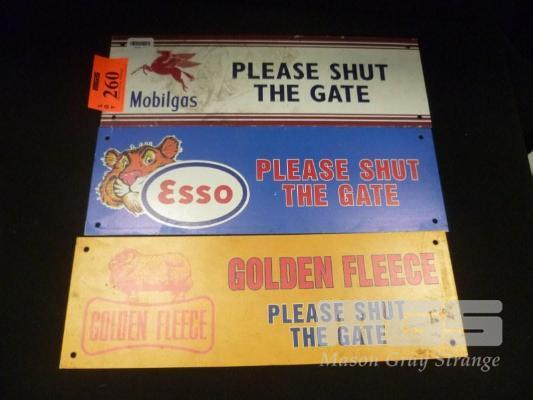 260
LOT
Mobilgas
PLEASE SHUT
THE GATE
Esso
PLEASE SHUT
THE GATE
GOLDEN FLEECE
GOLDEN FLEECE
PLEASE SHUT
THE GATE
Mason Gray Strange